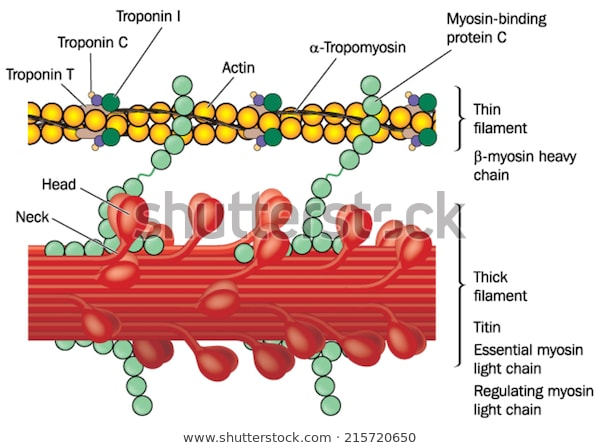 Troponin I
Troponin C
Troponin T
Actin
α-Tropomyosin
Myosin-binding
protein C
Thin
filament
β-myosin heavy
chain
Head
Neck
shutterstock
Thick
filament
Titin
Essential myosin
light chain
Regulating myosin
light chain
www.shutterstock.com · 215720650